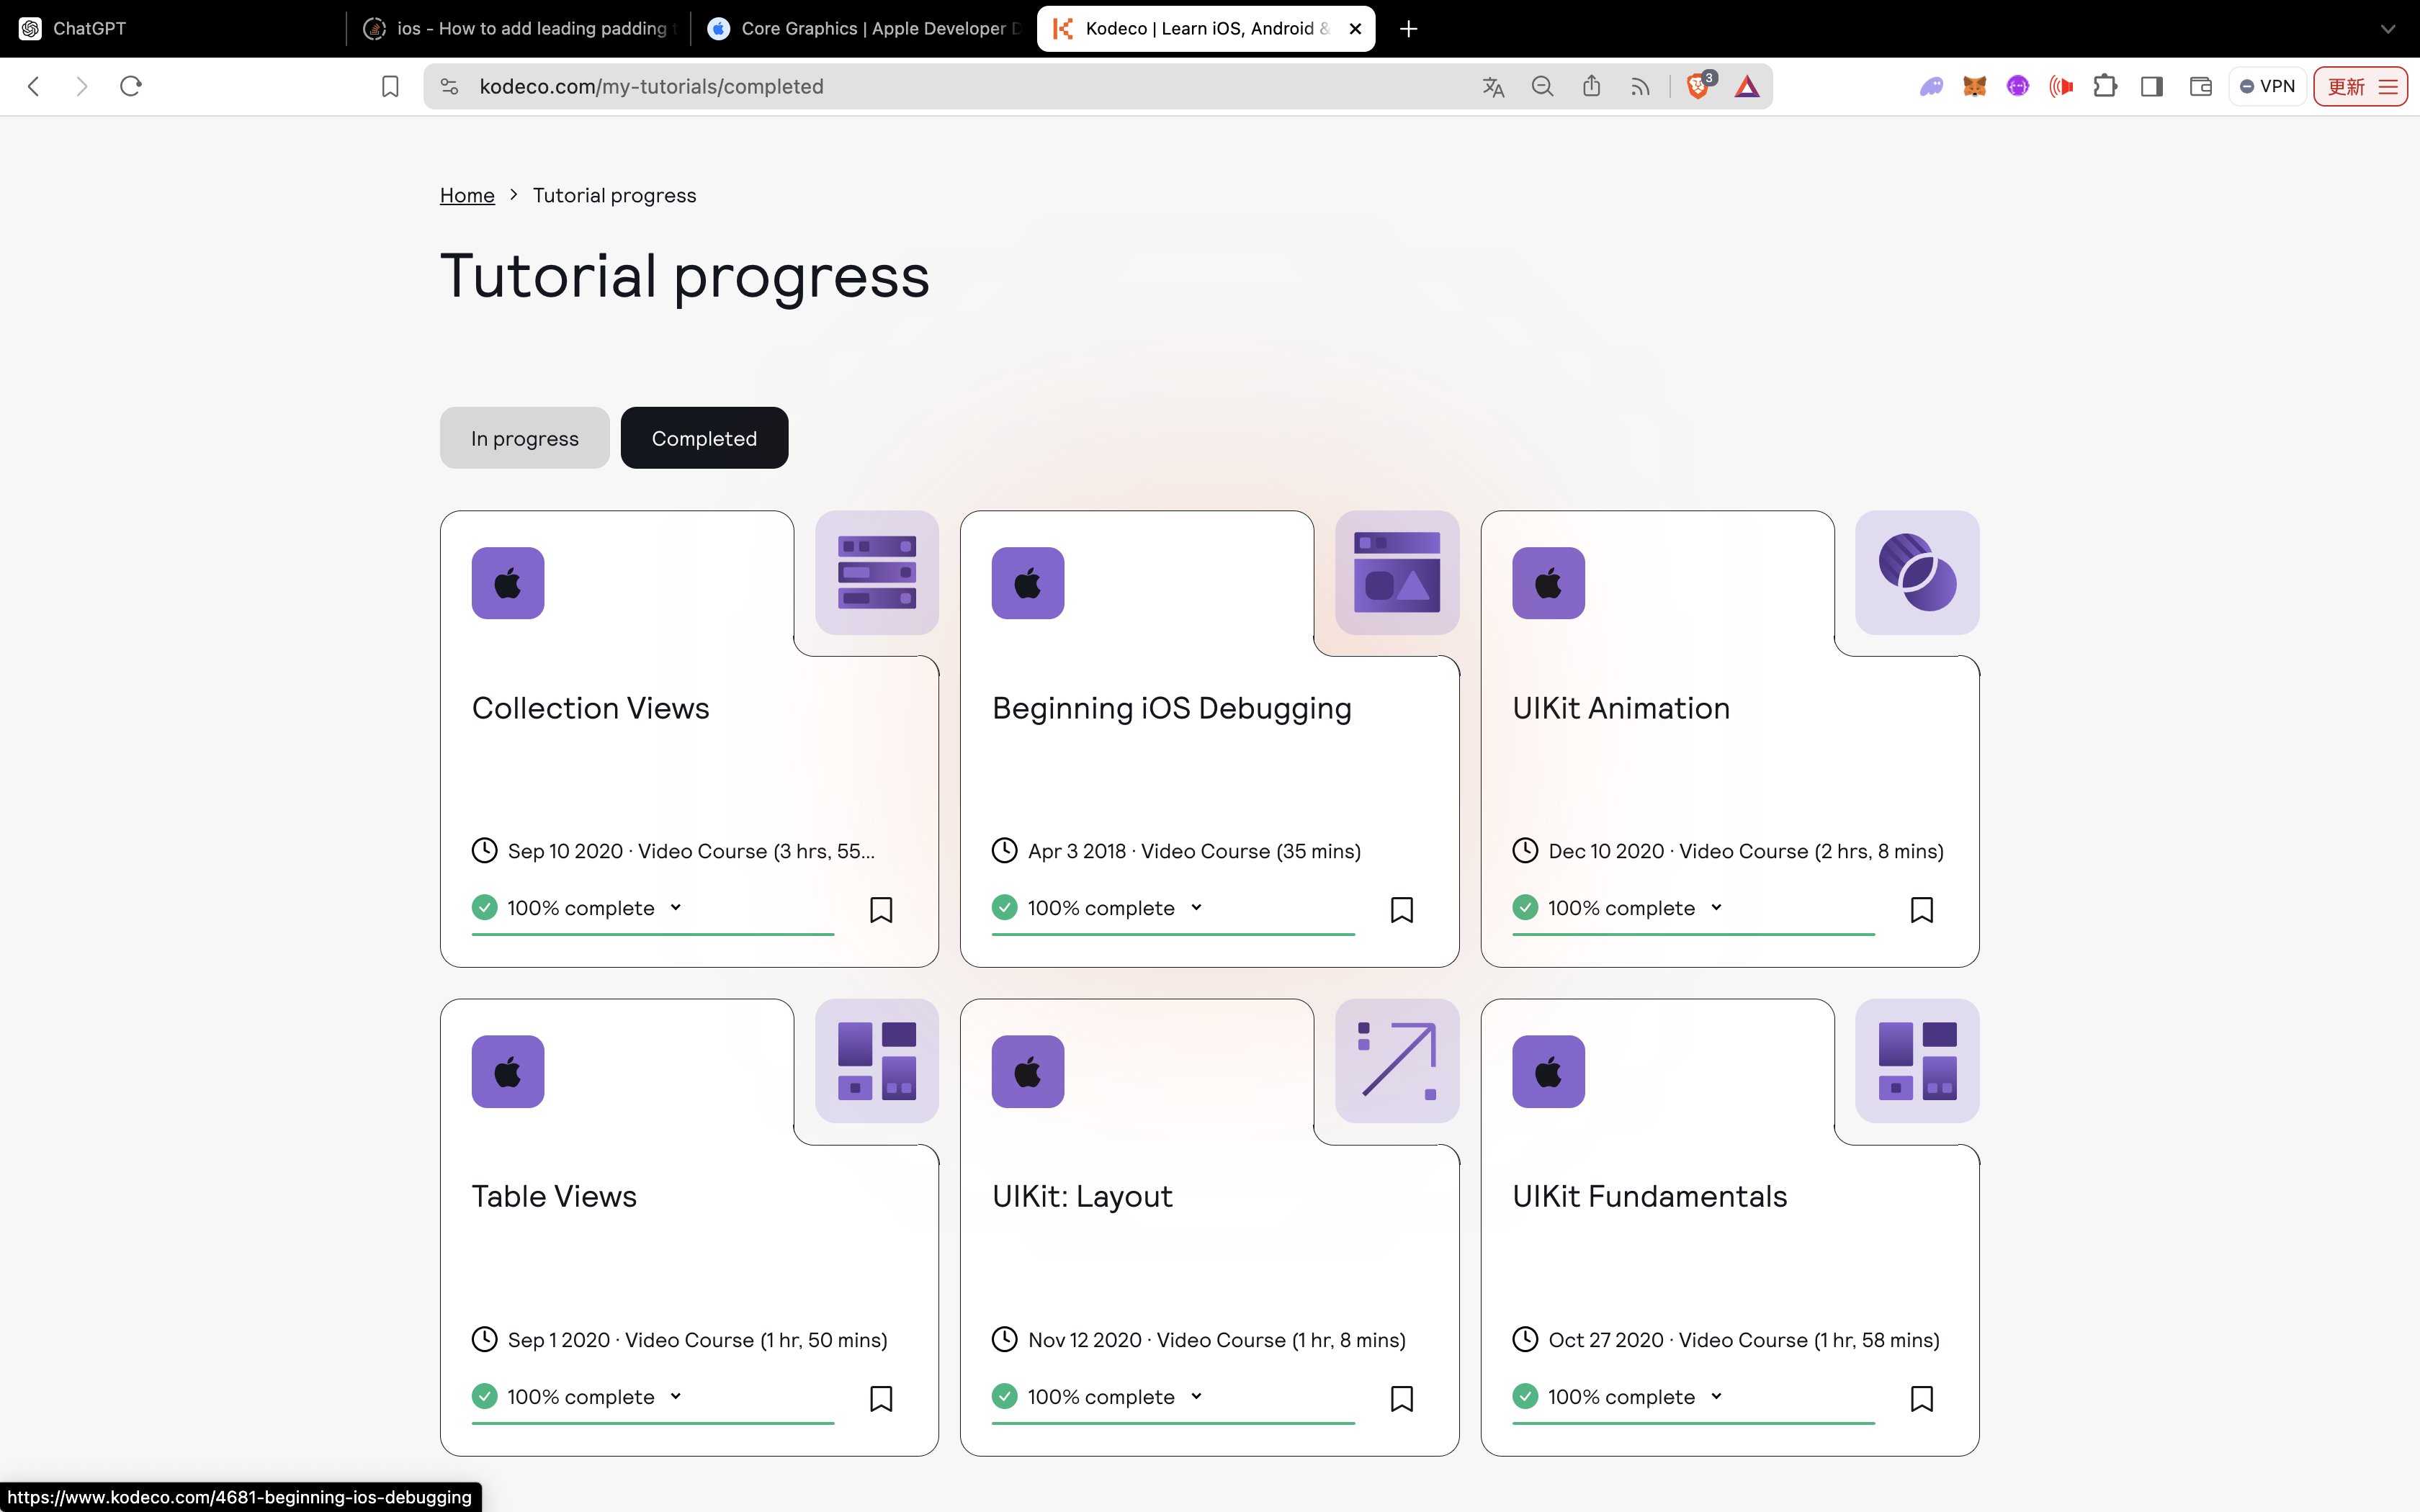 ChatGPT
ios - How to add leading padding t
Core Graphics | Apple Developer D
Kodeco | Learn iOS, Android &
kodeco.com/my-tutorials/completed
3
VPN
更新
Home > Tutorial progress
Tutorial progress
In progress
Completed
Collection Views
Sep 10 2020 · Video Course (3 hrs, 55...
100% complete
Beginning iOS Debugging
Apr 3 2018 · Video Course (35 mins)
100% complete
UIKit Animation
Dec 10 2020 · Video Course (2 hrs, 8 mins)
100% complete
Table Views
Sep 1 2020 · Video Course (1 hr, 50 mins)
100% complete
UIKit: Layout
Nov 12 2020 · Video Course (1 hr, 8 mins)
100% complete
UIKit Fundamentals
Oct 27 2020 · Video Course (1 hr, 58 mins)
100% complete
https://www.kodeco.com/4681-beginning-ios-debugging